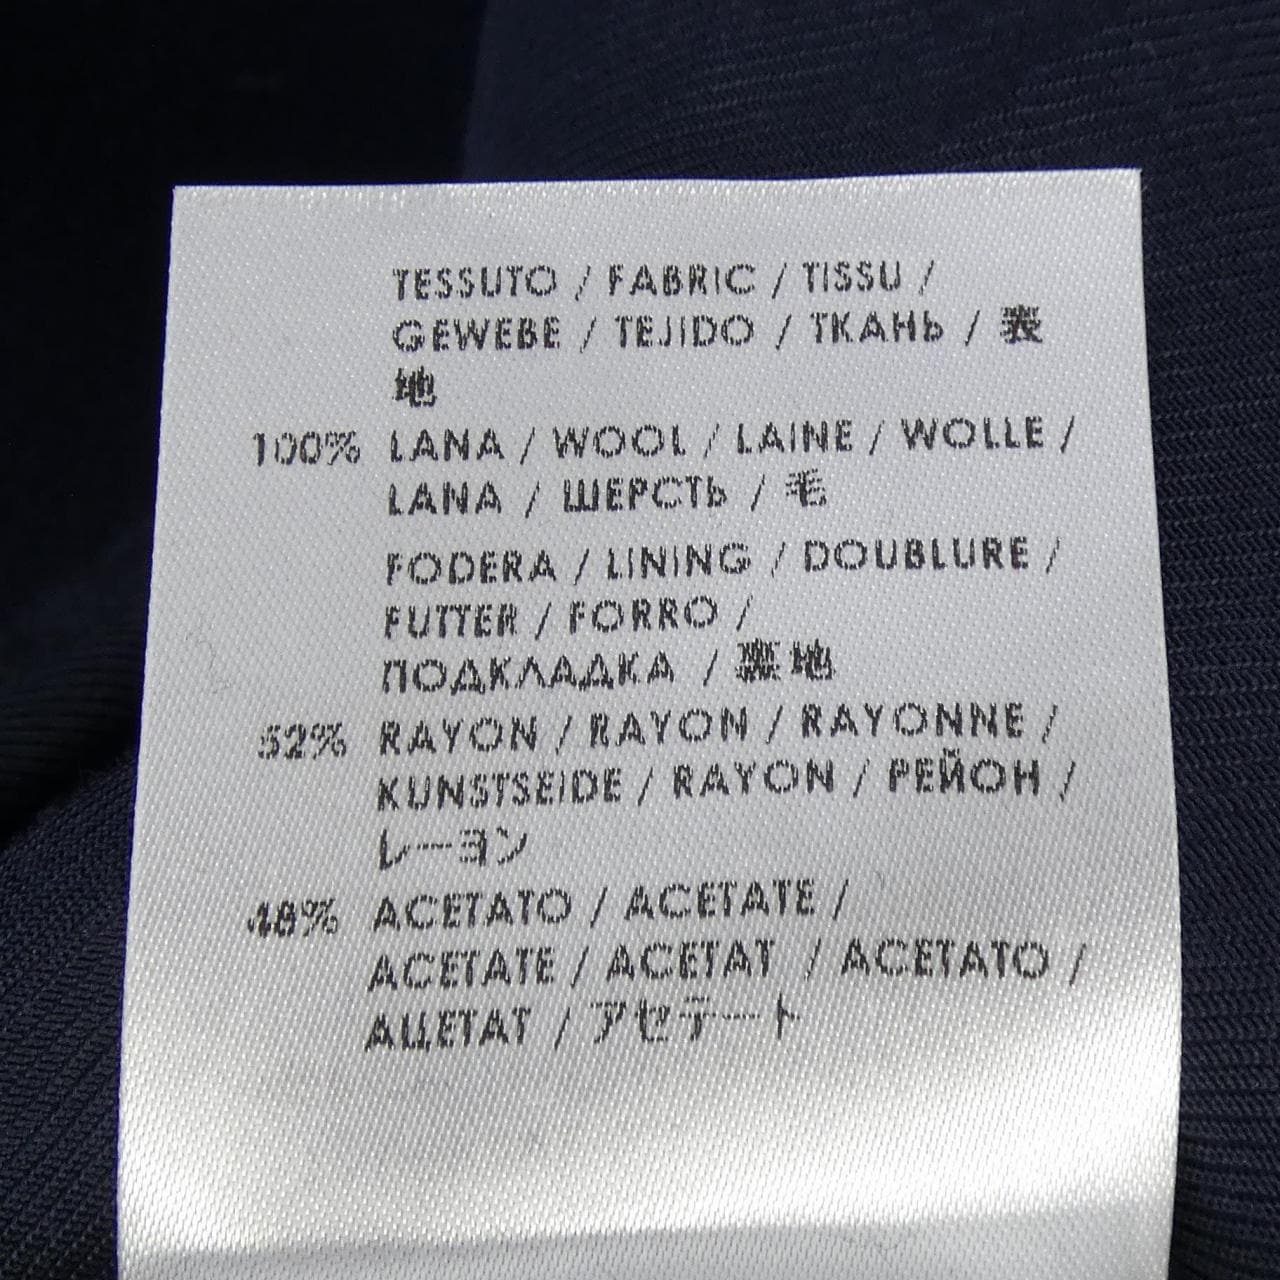 TESSUTO / FABRIC / TISSU /
GEWEBE / TEJIDO / ТКАНЬ / 表
地
100% LANA / WOOL / LAINE / WOLLE /
LANA / ШЕРСТЬ / 毛
FODERA / LINING / DOUBLURE /
FUTTER / FORRO /
ПОДКЛАДКА / 裏地
52% RAYON / RAYON / RAYONNE /
KUNSTSEIDE / RAYON / РЕЙОН /
レーヨン
48% ACETATO / ACETATE /
ACETATE / ACETAT / ACETATO /
АЦЕТАТ / アセテート